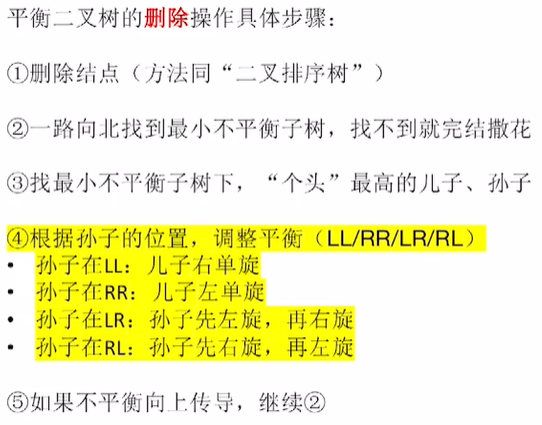 平衡二叉树的删除操作具体步骤：
①删除结点（方法同“二叉排序树”）
②一路向北找到最小不平衡子树，找不到就完结撒花
③找最小不平衡子树下，“个头”最高的儿子、孙子
④根据孙子的位置，调整平衡（LL/RR/LR/RL）
• 孙子在LL：儿子右单旋
• 孙子在RR：儿子左单旋
• 孙子在LR：孙子先左旋，再右旋
• 孙子在RL：孙子先右旋，再左旋
⑤如果不平衡向上传导，继续②